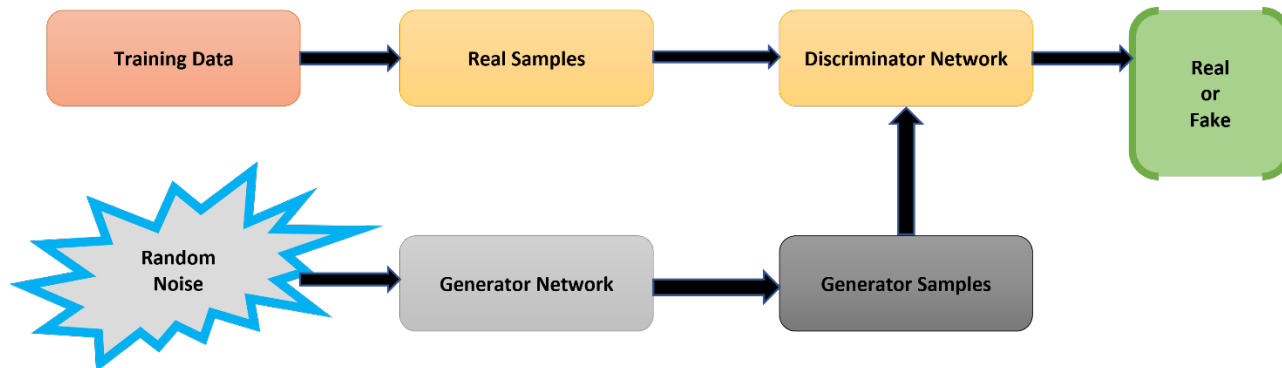 Training Data
Real Samples
Discriminator Network
Real
or
Fake
Random
Noise
Generator Network
Generator Samples